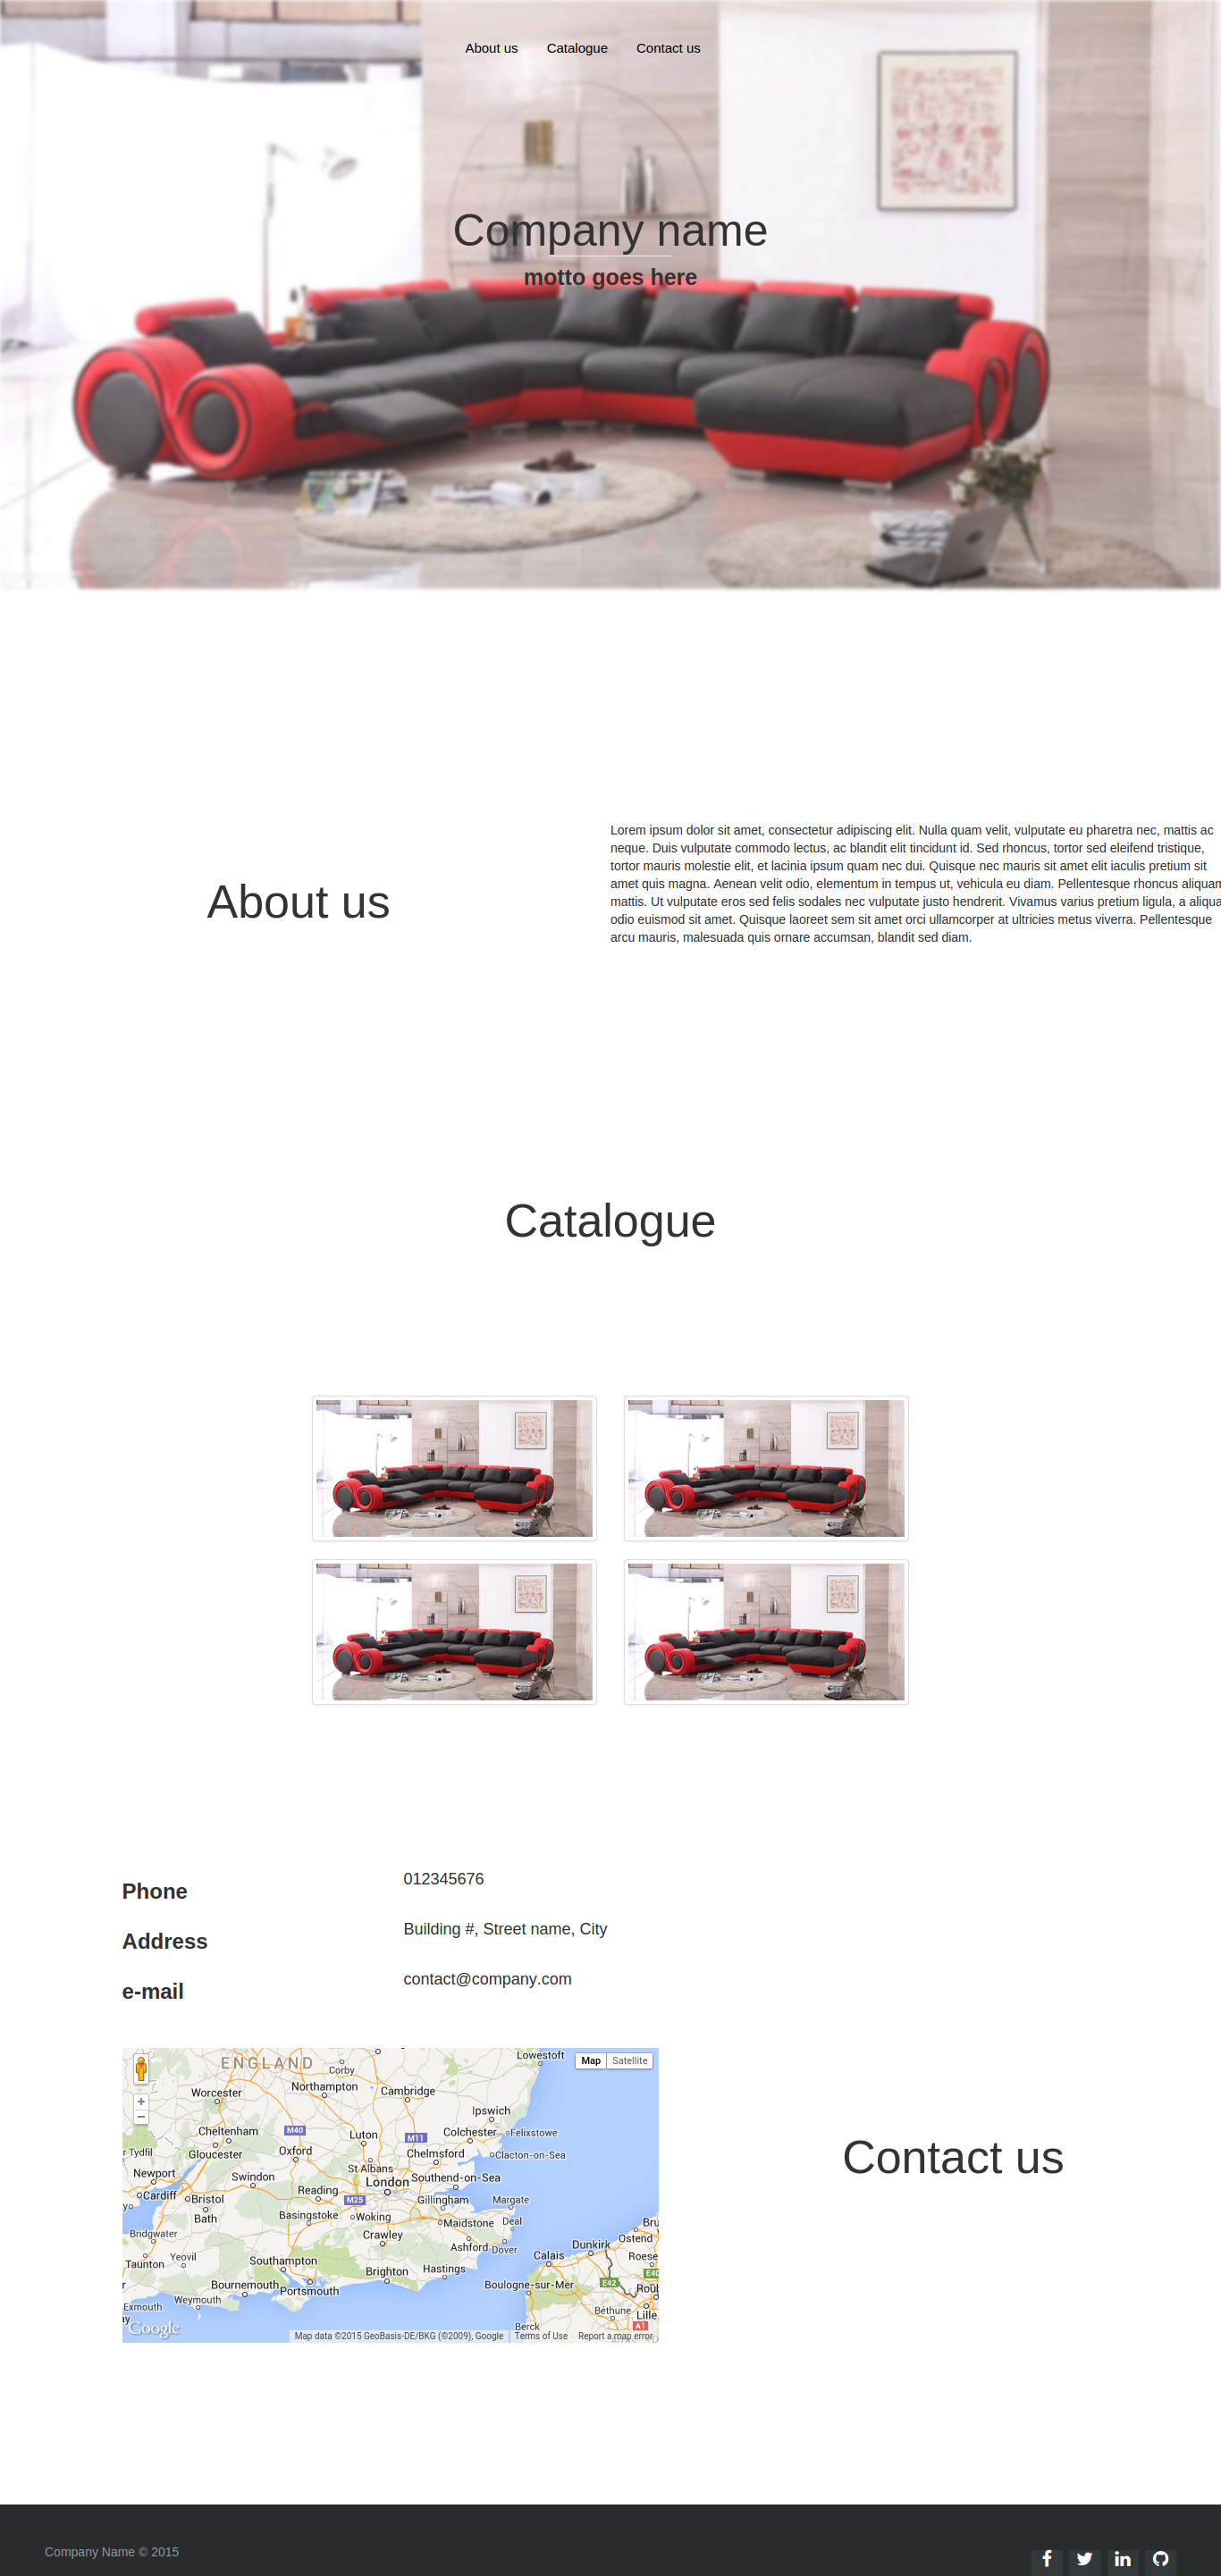 About us Catalogue Contact us
Company name
motto goes here
About us
Lorem ipsum dolor sit amet, consectetur adipiscing elit. Nulla quam velit, vulputate eu pharetra nec, mattis ac
neque. Duis vulputate commodo lectus, ac blandit elit tincidunt id. Sed rhoncus, tortor sed eleifend tristique,
tortor mauris molestie elit, et lacinia ipsum quam nec dui. Quisque nec mauris sit amet elit iaculis pretium sit
amet quis magna. Aenean velit odio, elementum in tempus ut, vehicula eu diam. Pellentesque rhoncus aliquam
mattis. Ut vulputate eros sed felis sodales nec vulputate justo hendrerit. Vivamus varius pretium ligula, a aliqua
odio euismod sit amet. Quisque laoreet sem sit amet orci ullamcorper at ultricies metus viverra. Pellentesque
arcu mauris, malesuada quis ornare accumsan, blandit sed diam.
Catalogue
Phone 012345676
Address Building #, Street name, City
e-mail contact@company.com
ENGLAND
Lowestoft
Map Satellite
Corby
Worcester
Northampton
Cambridge
Ipswich
Cheltenham
M40
Luton
M11
Colchester
Felixstowe
r Tydfil
Gloucester
Oxford
Chelmsford
Clacton-on-Sea
St Albans
Newport
Swindon
London
Southend-on-Sea
Cardiff
Bristol
Reading
M25
Gillingham
Margate
Bath
Basingstoke
Woking
Maidstone
Deal
Bru
Bridgwater
Crawley
Ashford
Dover
Dunkirk
Ostend
Taunton
Yeovil
Southampton
Brighton
Hastings
Calais
Roese
E40
Bournemouth
Portsmouth
Boulogne-sur-Mer
E42
Roub
Exmouth
Weymouth
Béthune
Lille
Google
Berck
A1
Map data ©2015 GeoBasis-DE/BKG (©2009), Google Terms of Use Report a map error
Contact us
Company Name © 2015